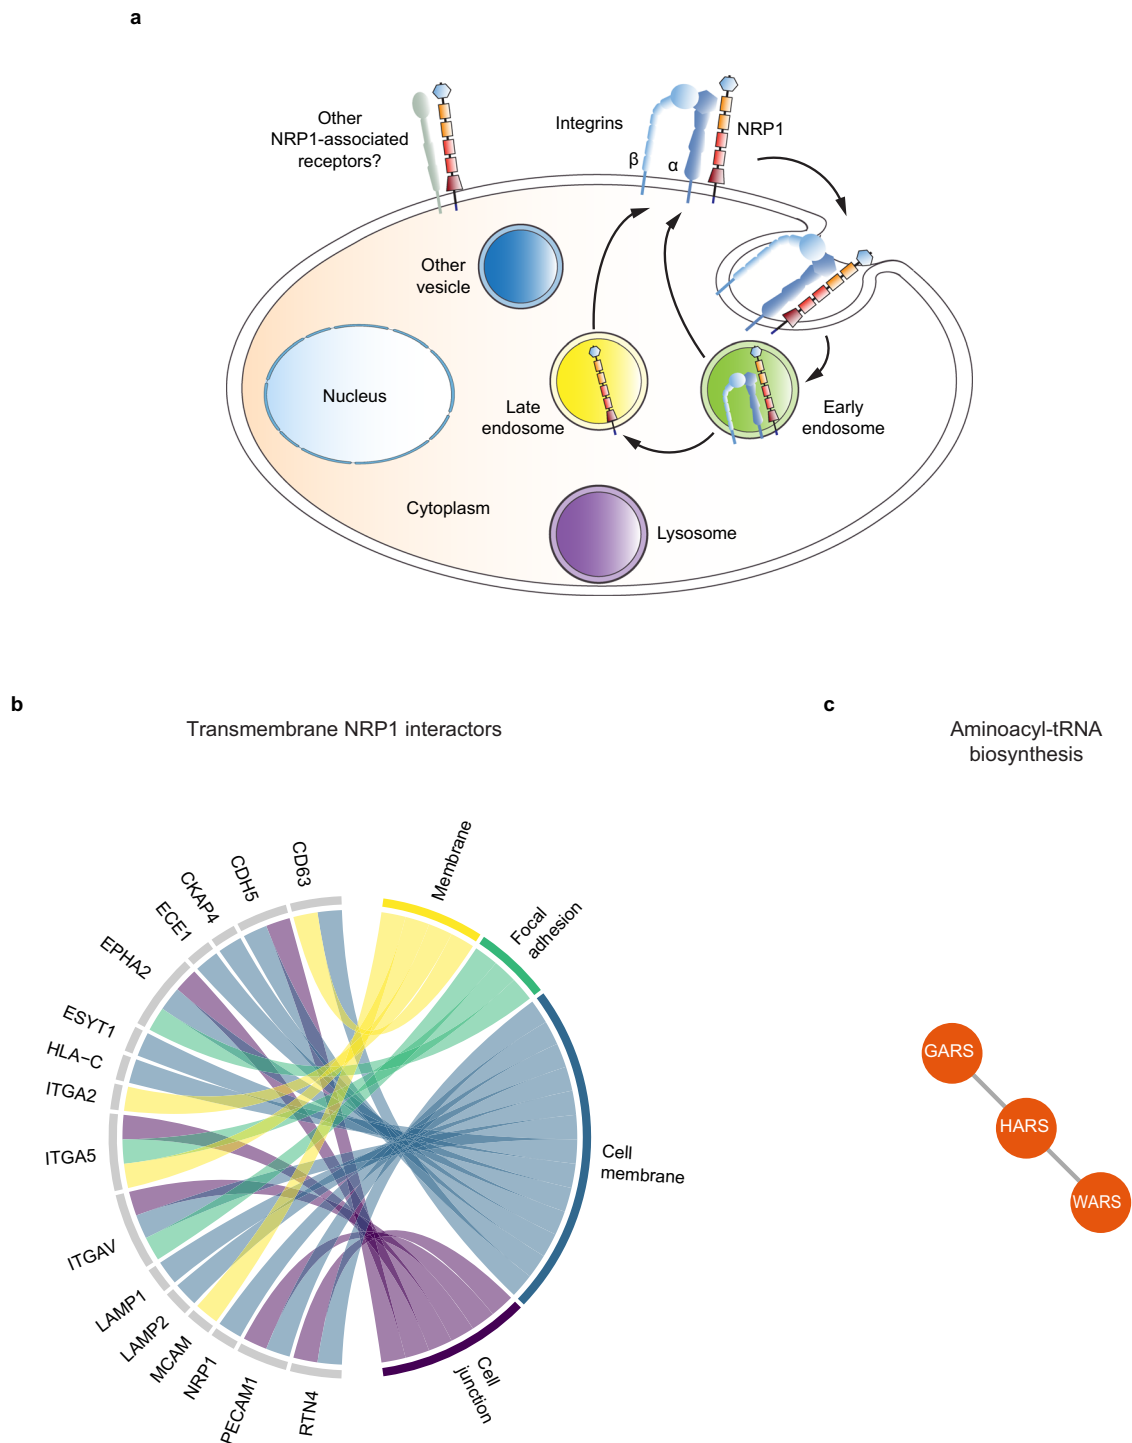 a
Other
NRP1-associated
receptors?
Integrins
NRP1
β
α
Other
vesicle
Nucleus
Late
endosome
Early
endosome
Cytoplasm
Lysosome
b
Transmembrane NRP1 interactors
CD63
CDH5
CKAP4
ECE1
EPHA2
ESYT1
HLA−C
ITGA2
ITGA5
ITGAV
LAMP1
LAMP2
MCAM
NRP1
PECAM1
RTN4
Membrane
Focal
adhesion
Cell
membrane
Cell
junction
c
Aminoacyl-tRNA
biosynthesis
GARS
HARS
WARS